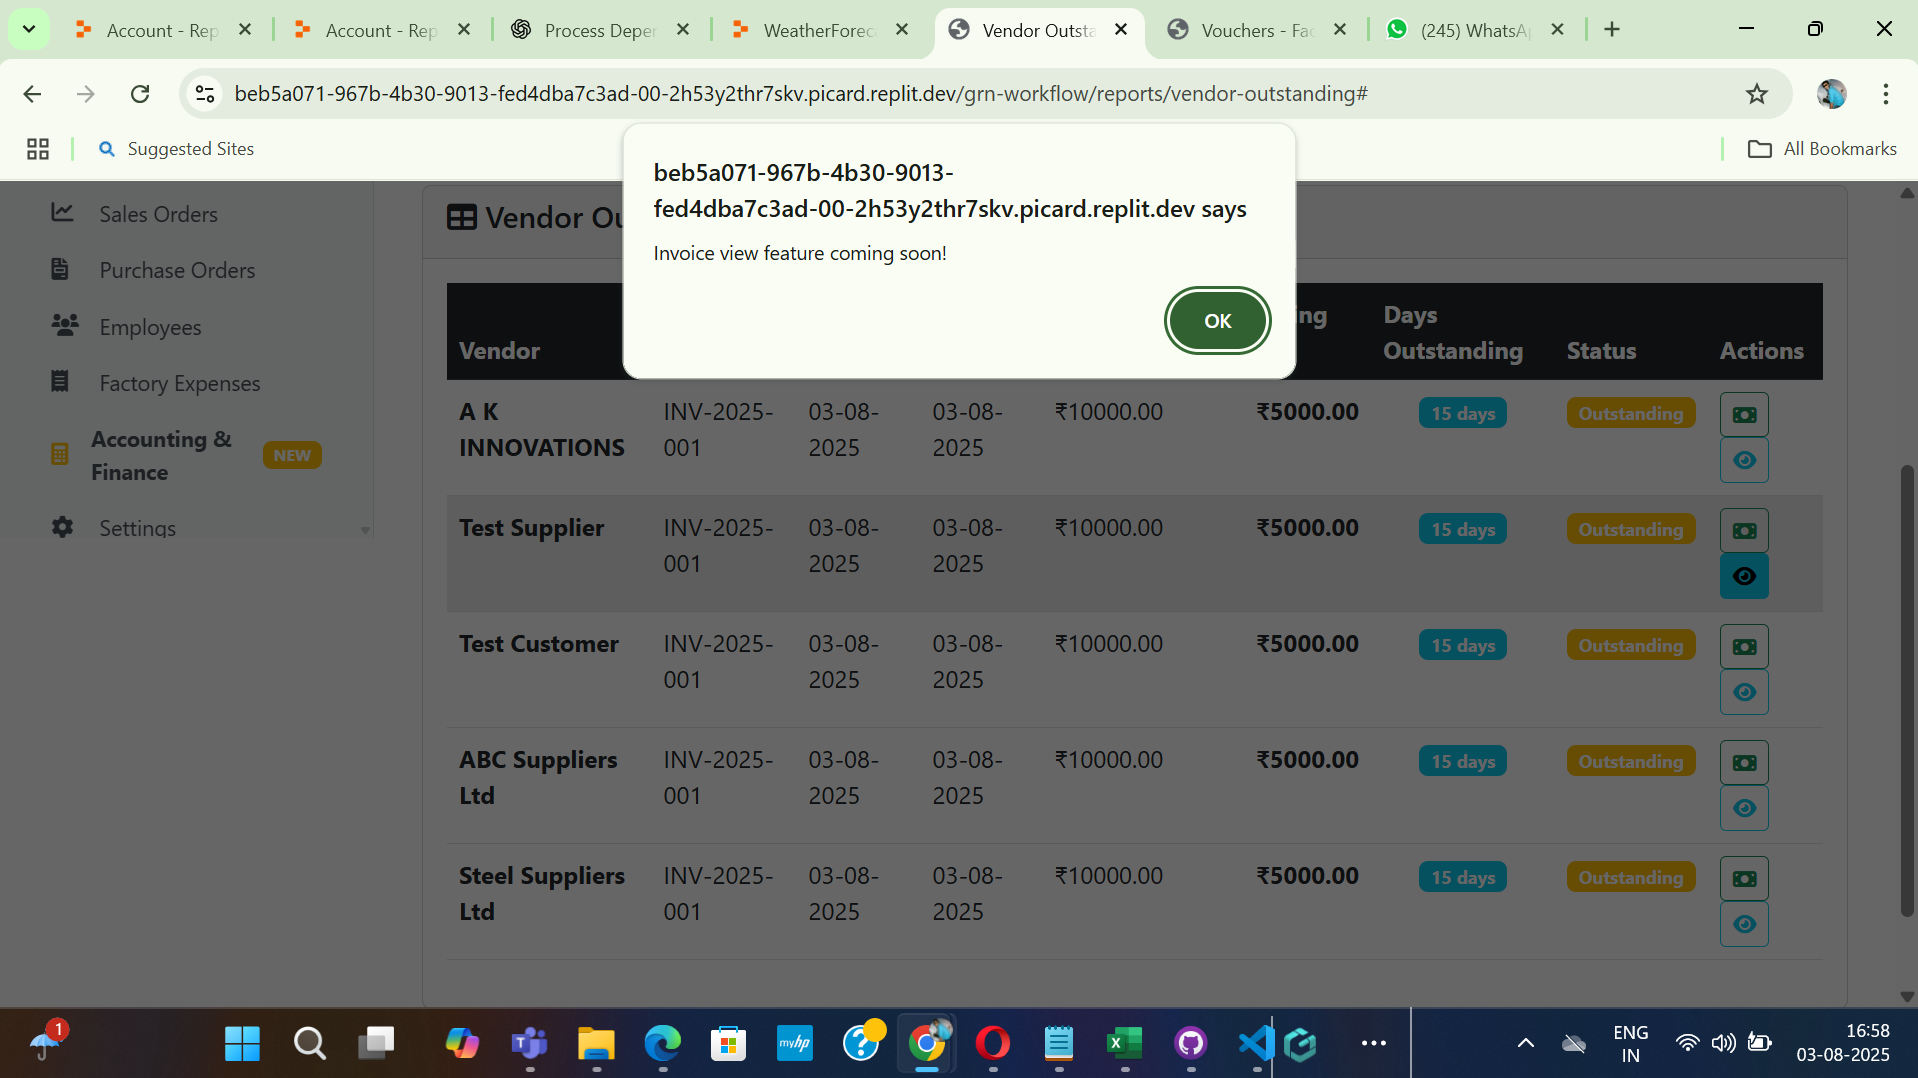 Account - Rep
Account - Rep
Process Deper
WeatherForec
Vendor Outsta
Vouchers - Fac
(245) WhatsAp
beb5a071-967b-4b30-9013-fed4dba7c3ad-00-2h53y2thr7skv.picard.replit.dev/grn-workflow/reports/vendor-outstanding#
Suggested Sites
All Bookmarks
beb5a071-967b-4b30-9013-
fed4dba7c3ad-00-2h53y2thr7skv.picard.replit.dev says
Invoice view feature coming soon!
OK
Sales Orders
Purchase Orders
Employees
Factory Expenses
Accounting &
Finance
NEW
Settings
Vendor Ou
Vendor
ng
Days
Outstanding
Status
Actions
A K INNOVATIONS INV-2025-001 03-08-2025 03-08-2025 ₹10000.00 ₹5000.00 15 days Outstanding
Test Supplier INV-2025-001 03-08-2025 03-08-2025 ₹10000.00 ₹5000.00 15 days Outstanding
Test Customer INV-2025-001 03-08-2025 03-08-2025 ₹10000.00 ₹5000.00 15 days Outstanding
ABC Suppliers Ltd INV-2025-001 03-08-2025 03-08-2025 ₹10000.00 ₹5000.00 15 days Outstanding
Steel Suppliers Ltd INV-2025-001 03-08-2025 03-08-2025 ₹10000.00 ₹5000.00 15 days Outstanding
1
myhp
ENG
IN
16:58
03-08-2025